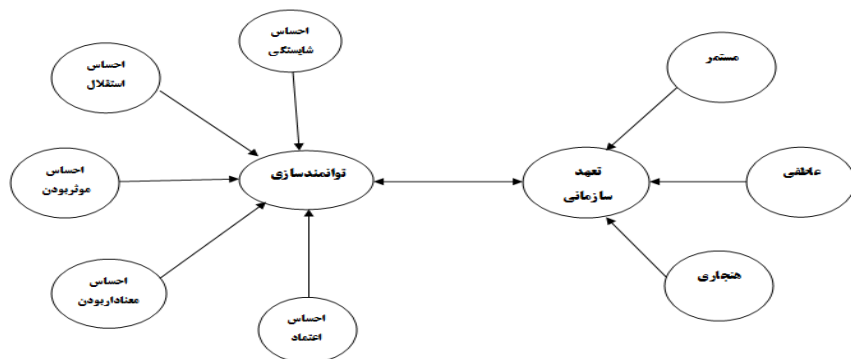 احساس
شایستگی
احساس
استقلال
احساس
موثربودن
احساس
معناداربودن
احساس
اعتماد
توانمندسازی
تعهد
سازمانی
مستمر
عاطفی
هنجاری